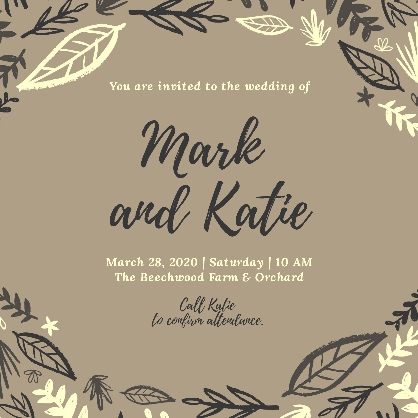 You are invited to the wedding of
Mark
and Katie
March 28, 2020 | Saturday | 10 AM
The Beechwood Farm & Orchard
Call Katie
to confirm attendance.